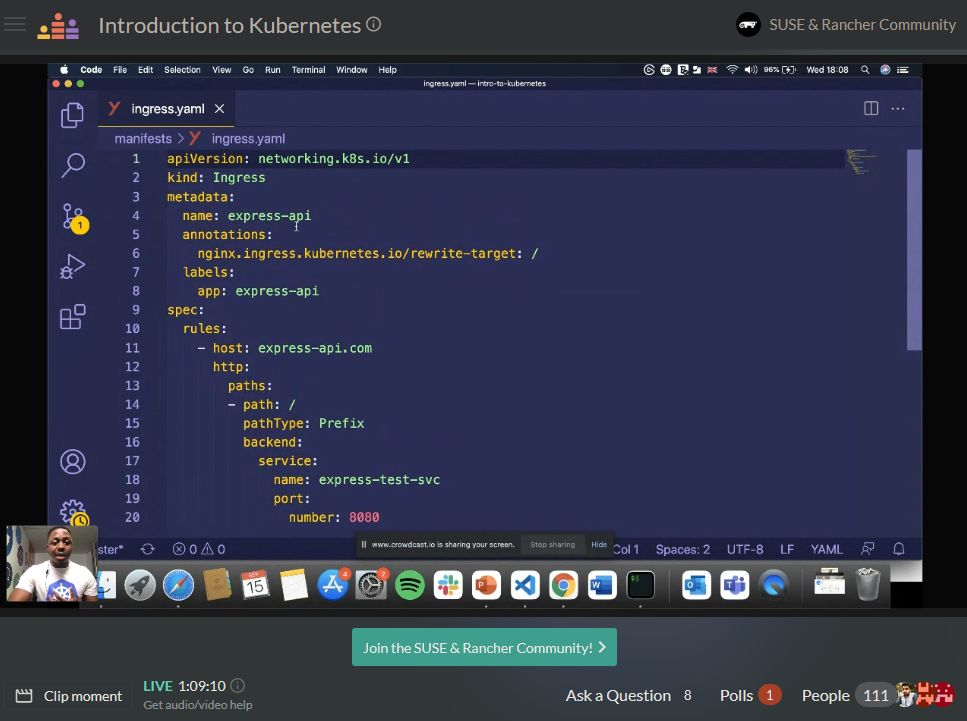 Introduction to Kubernetes
SUSE & Rancher Community
Code File Edit Selection View Go Run Terminal Window Help
96% Wed 18:08
ingress.yaml — intro-to-kubernetes
ingress.yaml
manifests > ingress.yaml
1 apiVersion: networking.k8s.io/v1
2 kind: Ingress
3 metadata:
4 name: express-api
5 annotations:
6 nginx.ingress.kubernetes.io/rewrite-target: /
7 labels:
8 app: express-api
9 spec:
10 rules:
11 - host: express-api.com
12 http:
13 paths:
14 - path: /
15 pathType: Prefix
16 backend:
17 service:
18 name: express-test-svc
19 port:
20 number: 8080
1
www.crowdcast.io is sharing your screen. Stop sharing Hide
ster* 0 0 Col 1 Spaces: 2 UTF-8 LF YAML
15
4
2
Join the SUSE & Rancher Community!
Clip moment
LIVE 1:09:10
Get audio/video help
Ask a Question 8 Polls 1 People 111